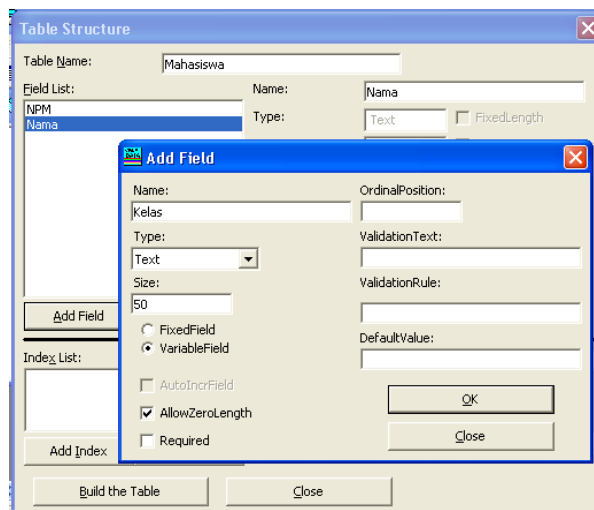 Table Structure
Table Name:
Mahasiswa
Field List:
NPM
Nama
Name:
Nama
Type:
Text
FixedLength
Add Field
Name:
Kelas
OrdinalPosition:
Type:
Text
ValidationText:
Size:
50
ValidationRule:
FixedField
VariableField
DefaultValue:
AutoIncrField
AllowZeroLength
Required
OK
Close
Add Field
Index List:
Add Index
Build the Table
Close